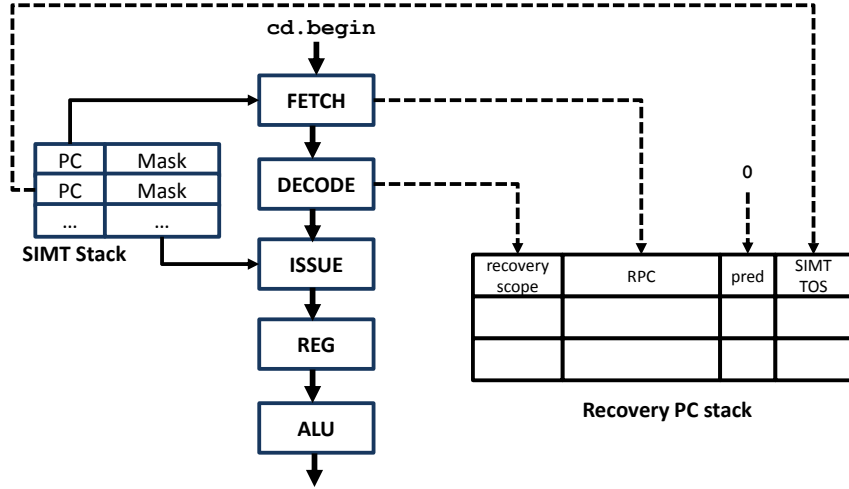 cd.begin
FETCH
PC Mask
DECODE
PC Mask
0
... ...
SIMT Stack
ISSUE
recovery scope RPC pred SIMT TOS
REG
Recovery PC stack
ALU